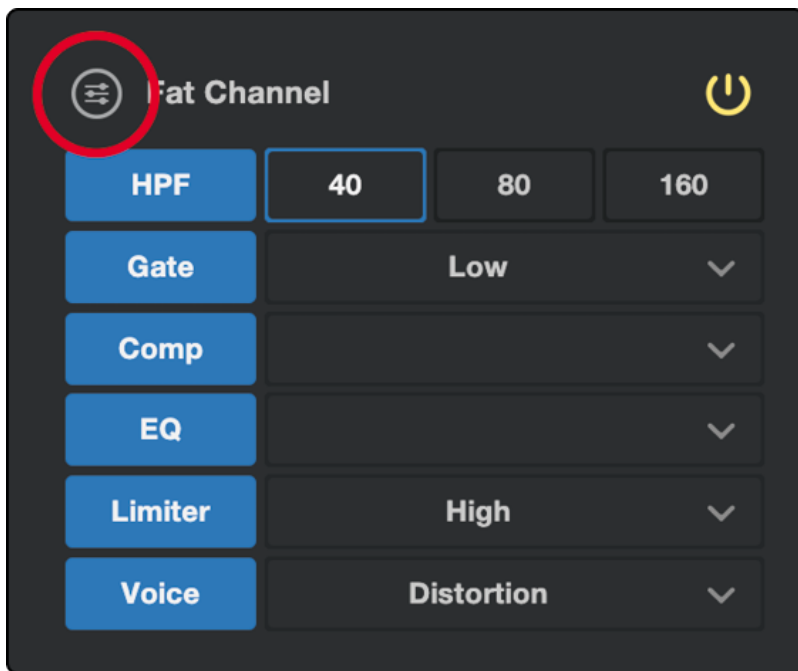 Fat Channel
HPF 40 80 160
Gate Low
Comp
EQ
Limiter High
Voice Distortion